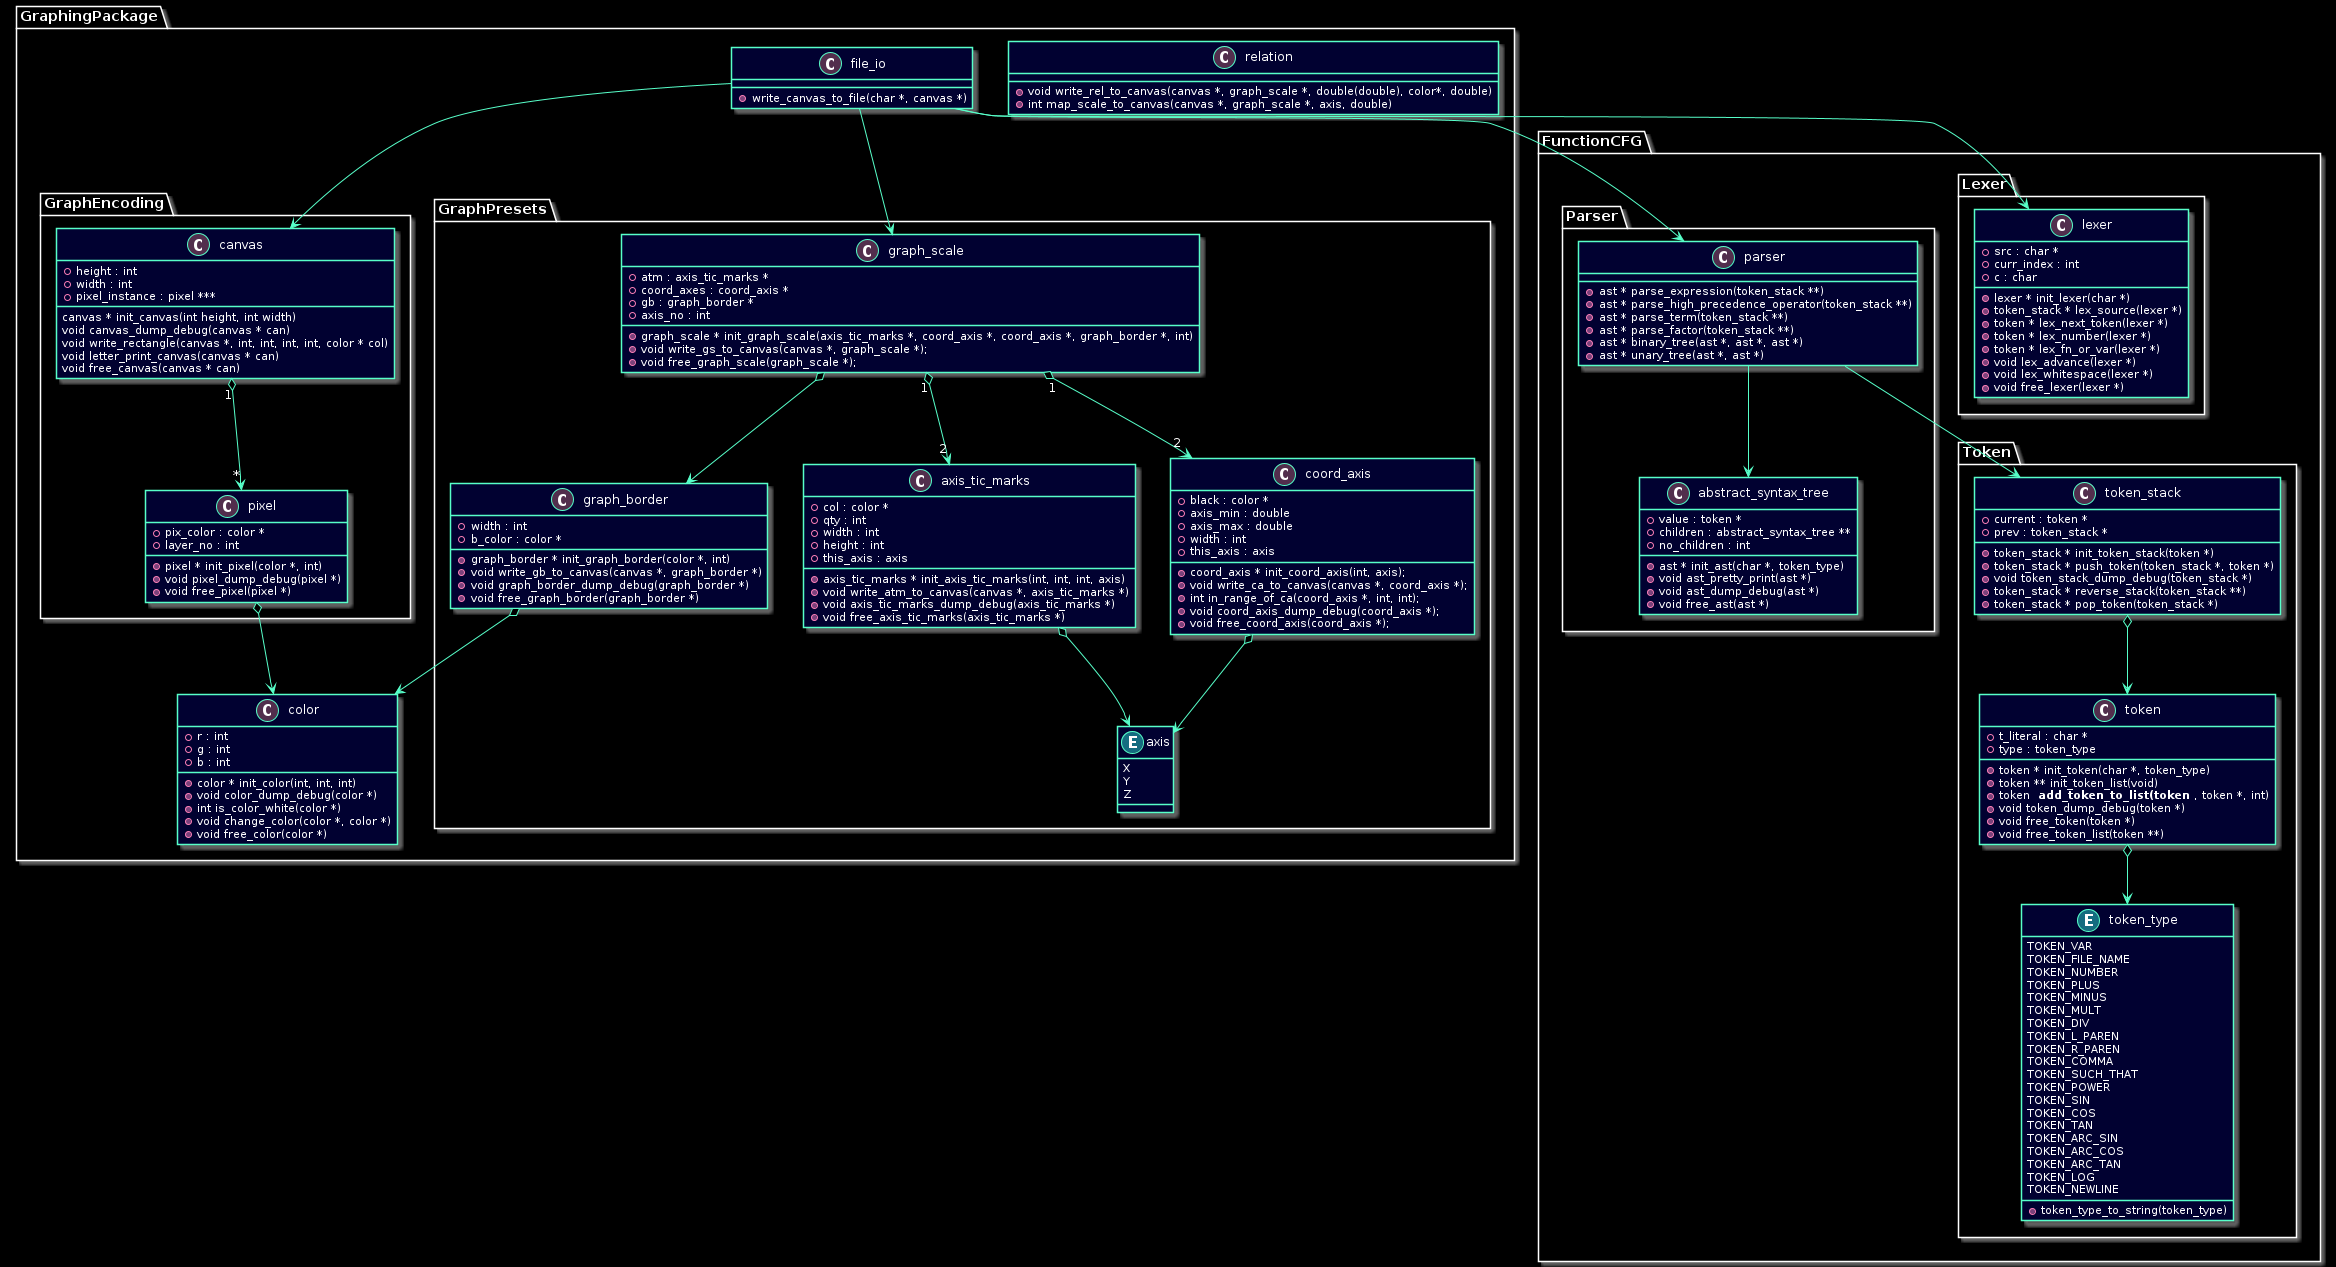 GraphingPackage
C file_io
write_canvas_to_file(char *, canvas *)
C relation
void write_rel_to_canvas(canvas *, graph_scale *, double(double), color*, double)
int map_scale_to_canvas(canvas *, graph_scale *, axis, double)
GraphEncoding
C canvas
height : int
width : int
pixel_instance : pixel ***
canvas * init_canvas(int height, int width)
void canvas_dump_debug(canvas * can)
void write_rectangle(canvas *, int, int, int, int, color * col)
void letter_print_canvas(canvas * can)
void free_canvas(canvas * can)
1
*
C pixel
pix_color : color *
layer_no : int
pixel * init_pixel(color *, int)
void pixel_dump_debug(pixel *)
void free_pixel(pixel *)
C color
r : int
g : int
b : int
color * init_color(int, int, int)
void color_dump_debug(color *)
int is_color_white(color *)
void change_color(color *, color *)
void free_color(color *)
GraphPresets
C graph_scale
atm : axis_tic_marks *
coord_axes : coord_axis *
gb : graph_border *
axis_no : int
graph_scale * init_graph_scale(axis_tic_marks *, coord_axis *, coord_axis *, graph_border *, int)
void write_gs_to_canvas(canvas *, graph_scale *);
void free_graph_scale(graph_scale *);
1
1
2
2
C graph_border
width : int
b_color : color *
graph_border * init_graph_border(color *, int)
void write_gb_to_canvas(canvas *, graph_border *)
void graph_border_dump_debug(graph_border *)
void free_graph_border(graph_border *)
C axis_tic_marks
col : color *
qty : int
width : int
height : int
this_axis : axis
axis_tic_marks * init_axis_tic_marks(int, int, int, axis)
void write_atm_to_canvas(canvas *, axis_tic_marks *)
void axis_tic_marks_dump_debug(axis_tic_marks *)
void free_axis_tic_marks(axis_tic_marks *)
C coord_axis
black : color *
axis_min : double
axis_max : double
width : int
this_axis : axis
coord_axis * init_coord_axis(int, axis);
void write_ca_to_canvas(canvas *, coord_axis *);
int in_range_of_ca(coord_axis *, int, int);
void coord_axis_dump_debug(coord_axis *);
void free_coord_axis(coord_axis *);
E axis
X
Y
Z
FunctionCFG
Parser
C parser
ast * parse_expression(token_stack **)
ast * parse_high_precedence_operator(token_stack **)
ast * parse_term(token_stack **)
ast * parse_factor(token_stack **)
ast * binary_tree(ast *, ast *, ast *)
ast * unary_tree(ast *, ast *)
C abstract_syntax_tree
value : token *
children : abstract_syntax_tree **
no_children : int
ast * init_ast(char *, token_type)
void ast_pretty_print(ast *)
void ast_dump_debug(ast *)
void free_ast(ast *)
Lexer
C lexer
src : char *
curr_index : int
c : char
lexer * init_lexer(char *)
token_stack * lex_source(lexer *)
token * lex_next_token(lexer *)
token * lex_number(lexer *)
token * lex_fn_or_var(lexer *)
void lex_advance(lexer *)
void lex_whitespace(lexer *)
void free_lexer(lexer *)
Token
C token_stack
current : token *
prev : token_stack *
token_stack * init_token_stack(token *)
token_stack * push_token(token_stack *, token *)
void token_stack_dump_debug(token_stack *)
token_stack * reverse_stack(token_stack **)
token_stack * pop_token(token_stack *)
C token
t_literal : char *
type : token_type
token * init_token(char *, token_type)
token ** init_token_list(void)
token add_token_to_list(token , token *, int)
void token_dump_debug(token *)
void free_token(token *)
void free_token_list(token **)
E token_type
TOKEN_VAR
TOKEN_FILE_NAME
TOKEN_NUMBER
TOKEN_PLUS
TOKEN_MINUS
TOKEN_MULT
TOKEN_DIV
TOKEN_L_PAREN
TOKEN_R_PAREN
TOKEN_COMMA
TOKEN_SUCH_THAT
TOKEN_POWER
TOKEN_SIN
TOKEN_COS
TOKEN_TAN
TOKEN_ARC_SIN
TOKEN_ARC_COS
TOKEN_ARC_TAN
TOKEN_LOG
TOKEN_NEWLINE
token_type_to_string(token_type)